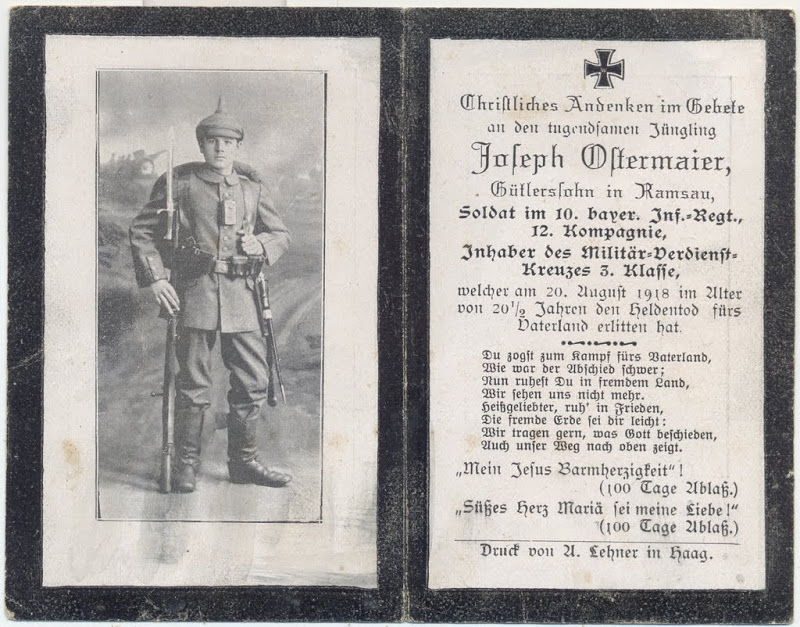 Christliches Andenken im Gebete
an den tugendsamen Jüngling
Joseph Ostermaier,
Gütlerssohn in Ramsau,
Soldat im 10. bayer. Inf.-Regt.,
12. Kompagnie,
Inhaber des Militär-Verdienst-
Kreuzes 3. Klasse,
welcher am 20. August 1918 im Alter
von 20 1/2 Jahren den Heldentod fürs
Vaterland erlitten hat.
Du zogst zum Kampf fürs Vaterland,
Wie war der Abschied schwer;
Nun ruhest Du in fremdem Land,
Wir sehen uns nicht mehr.
Heißgeliebter, ruh' in Frieden,
Die fremde Erde sei dir leicht:
Wir tragen gern, was Gott beschieden,
Auch unser Weg nach oben zeigt.
„Mein Jesus Barmherzigkeit"!
(100 Tage Ablaß.)
„Süßes Herz Mariä sei meine Liebe!"
(100 Tage Ablaß.)
Druck von A. Lehner in Haag.